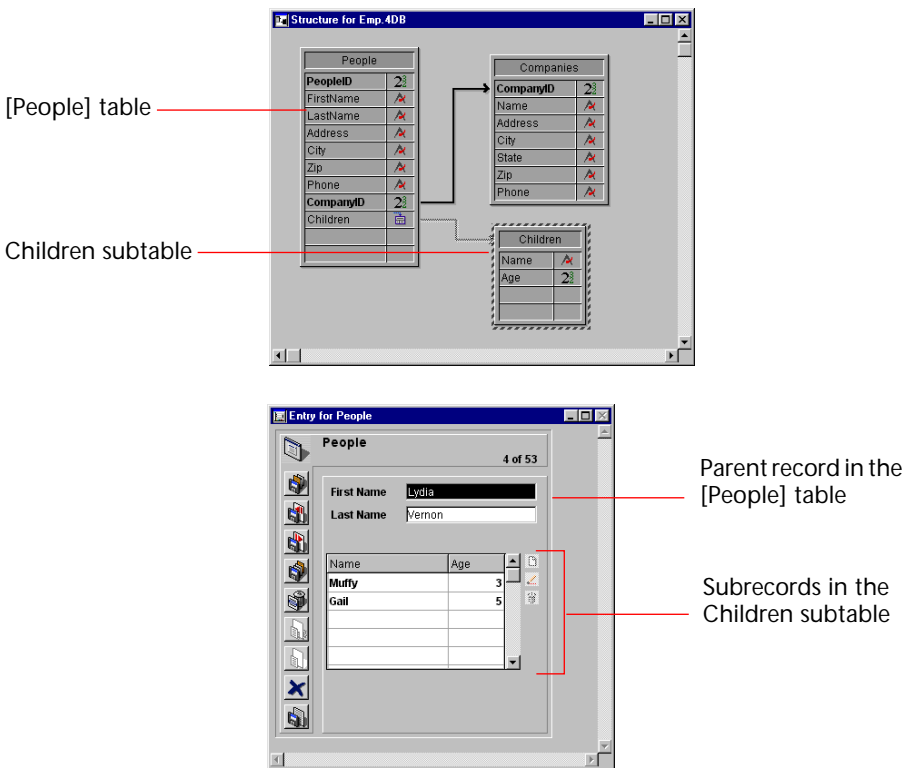 Structure for Emp.4DB
People
PeopleID
FirstName
LastName
Address
City
Zip
Phone
CompanyID
Children
Companies
CompanyID
Name
Address
City
State
Zip
Phone
Children
Name
Age
[People] table
Children subtable
Entry for People
People
4 of 53
First Name Lydia
Last Name Vernon
Name Age
Muffy 3
Gail 5
Parent record in the
[People] table
Subrecords in the
Children subtable